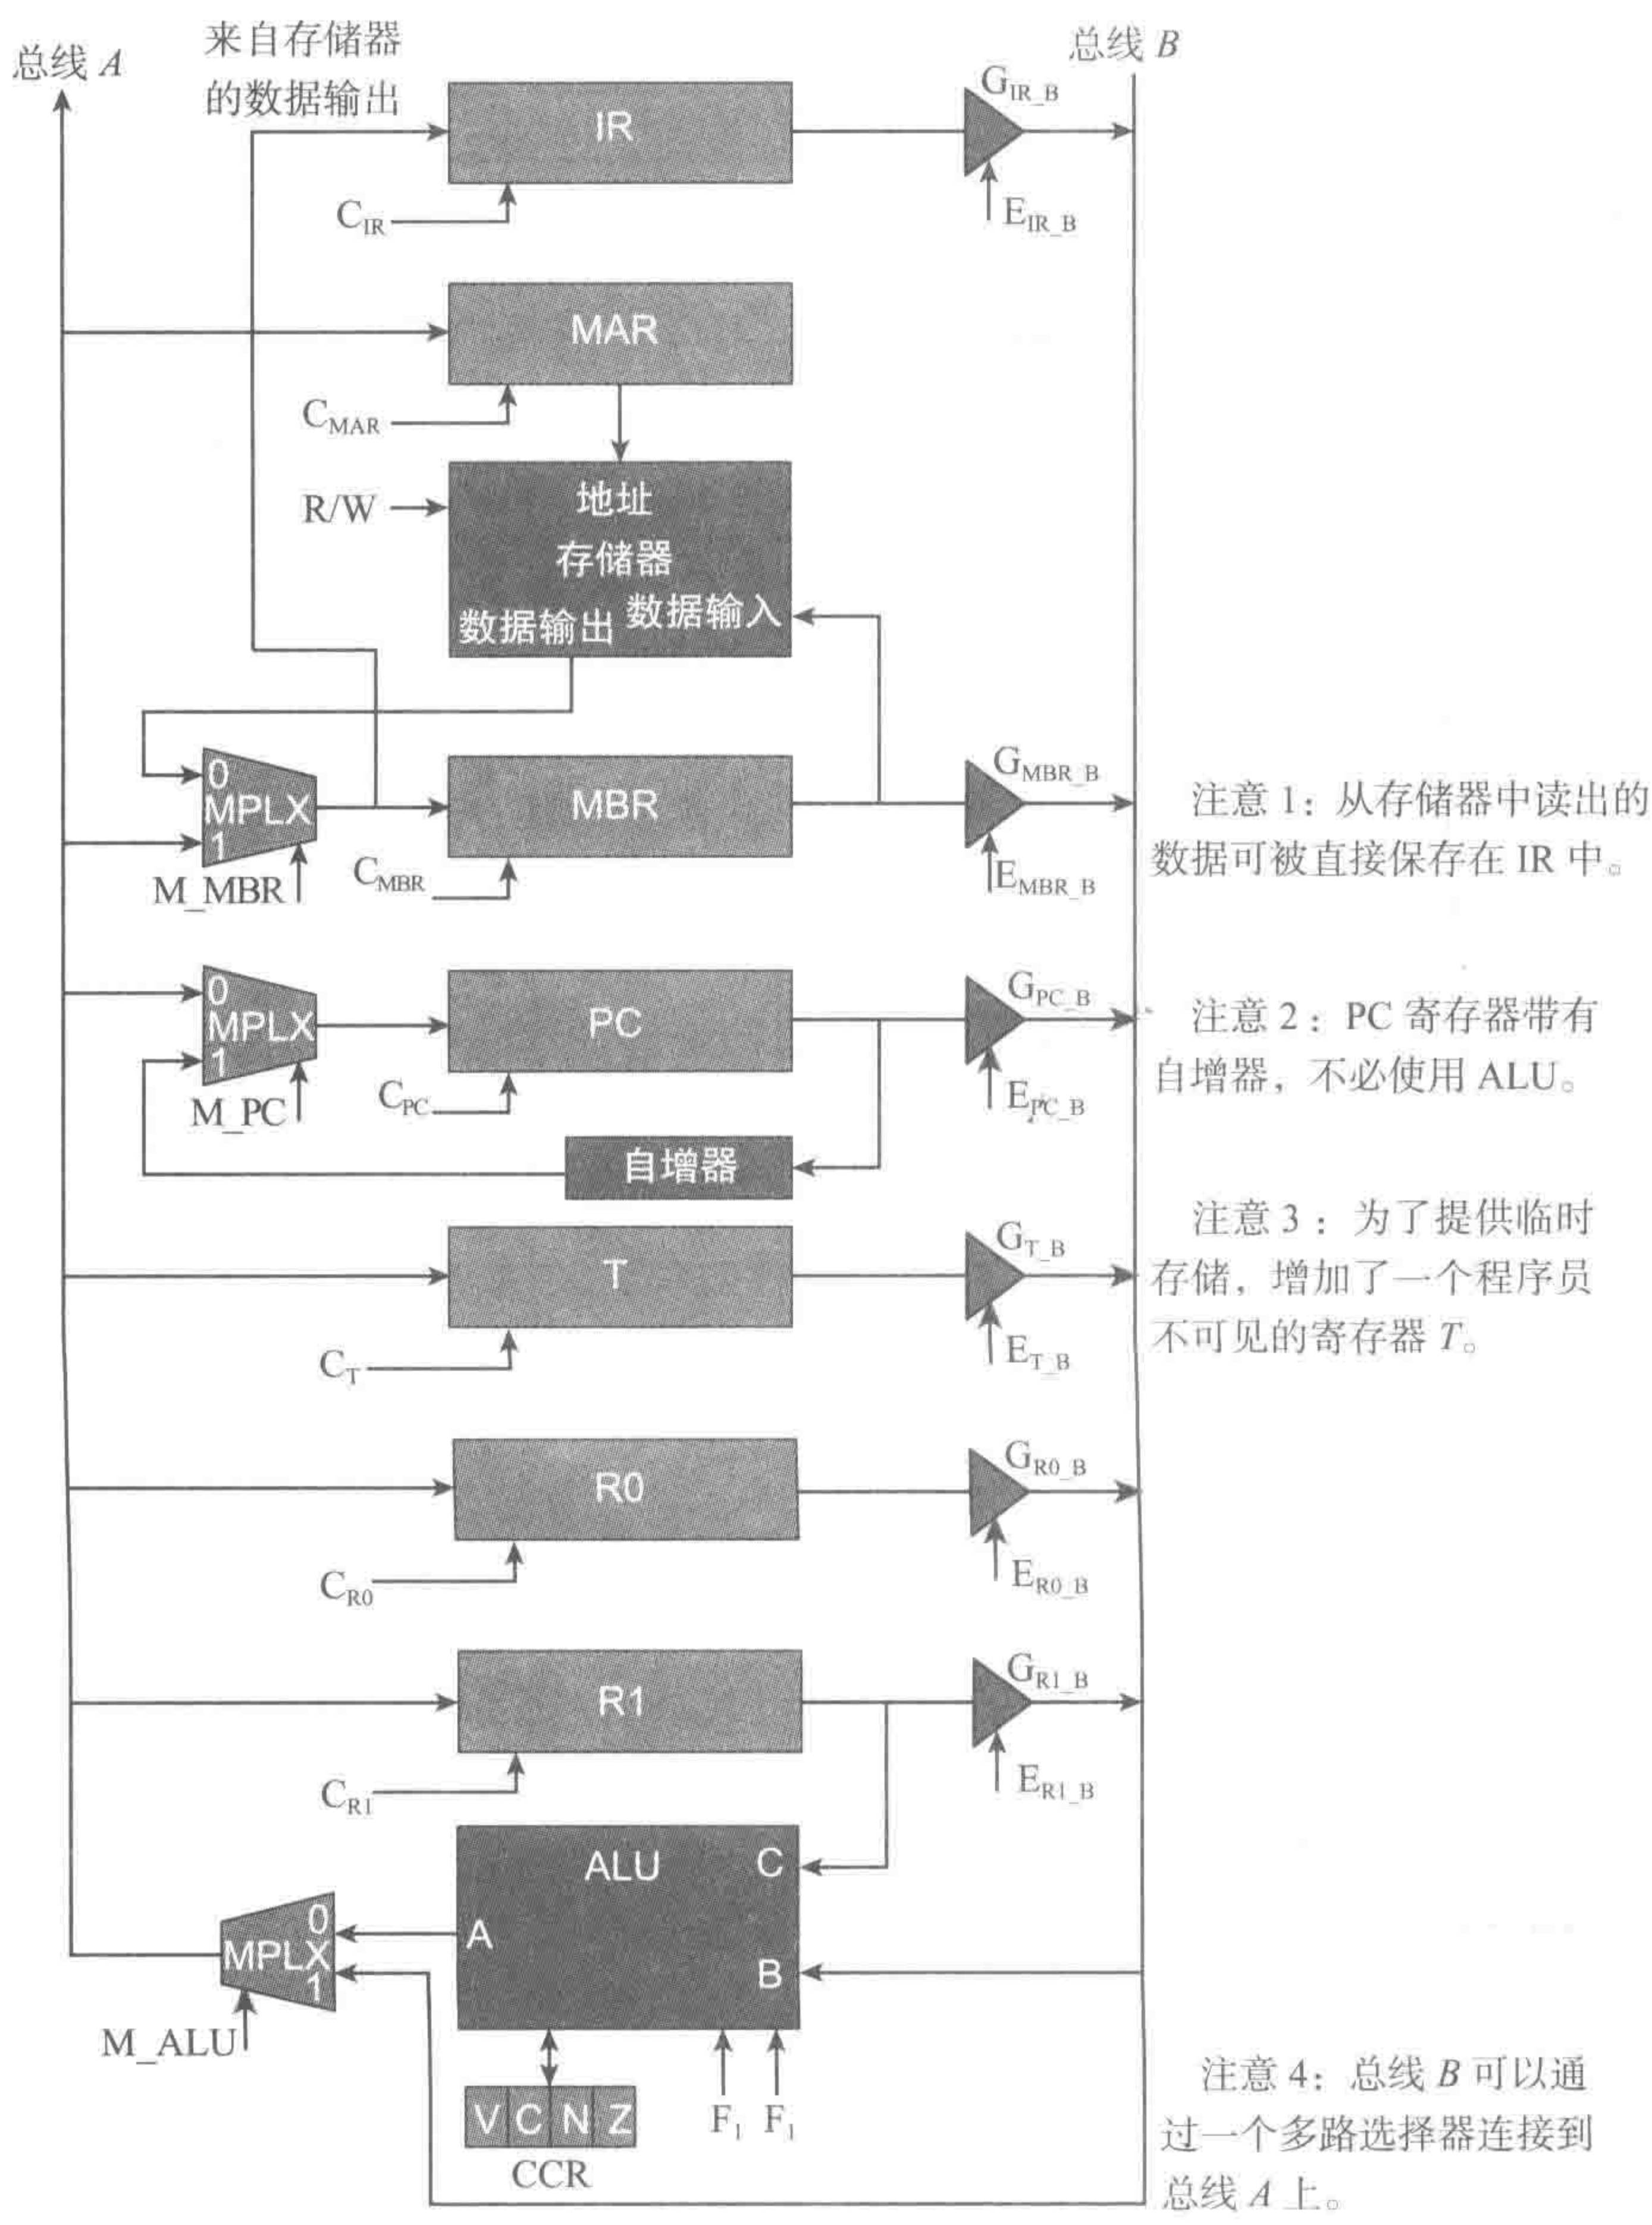 总线 A
来自存储器
的数据输出
总线 B
IR
G_IR_B
C_IR
E_IR_B
MAR
C_MAR
R/W
地址
存储器
数据输出 数据输入
0
MPLX
1
M_MBR
MBR
C_MBR
G_MBR_B
E_MBR_B
注意 1：从存储器中读出的
数据可被直接保存在 IR 中。
0
MPLX
1
M_PC
PC
C_PC
G_PC_B
E_PC_B
自增器
注意 2：PC 寄存器带有
自增器，不必使用 ALU。
T
C_T
G_T_B
E_T_B
注意 3：为了提供临时
存储，增加了一个程序员
不可见的寄存器 T。
R0
C_R0
G_R0_B
E_R0_B
R1
C_R1
G_R1_B
E_R1_B
ALU
C
A
B
0
MPLX
1
M_ALU
V C N Z
CCR
F_1 F_1
注意 4：总线 B 可以通
过一个多路选择器连接到
总线 A 上。